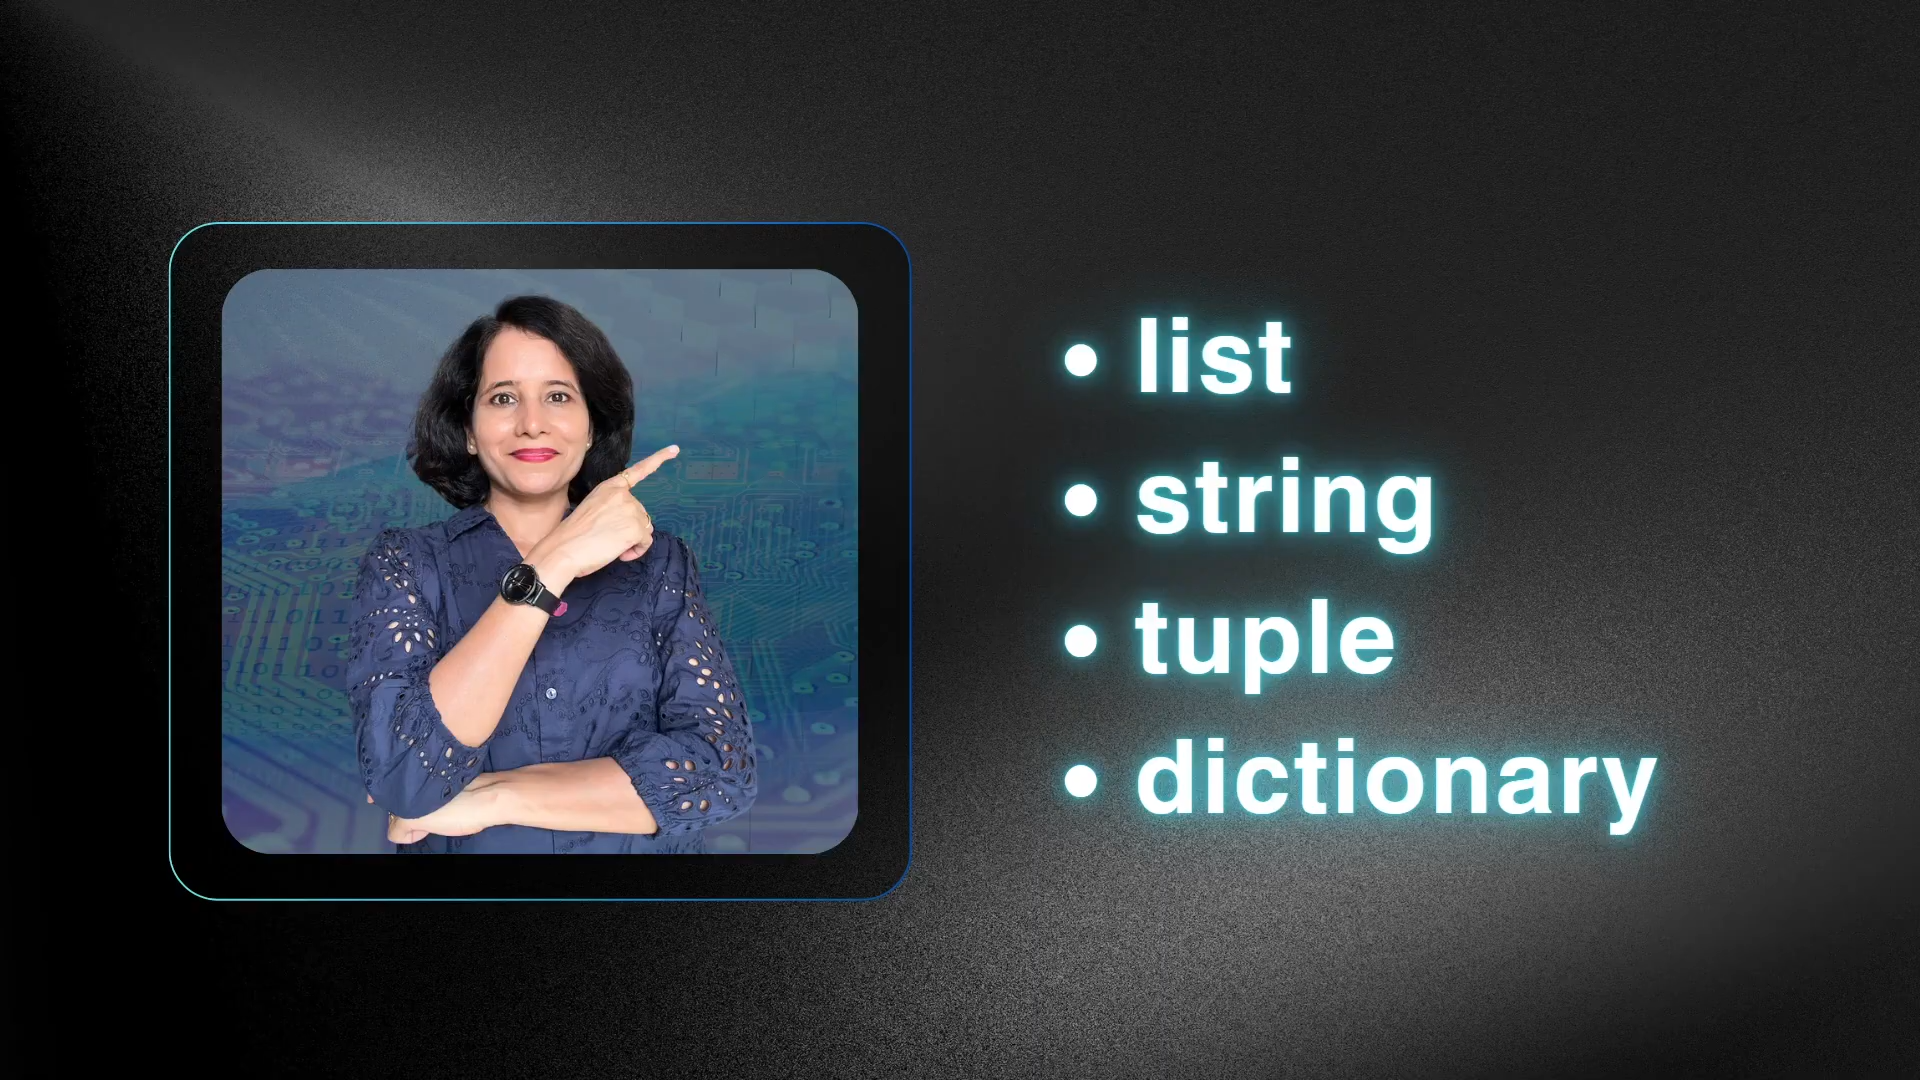 • list
• string
• tuple
• dictionary